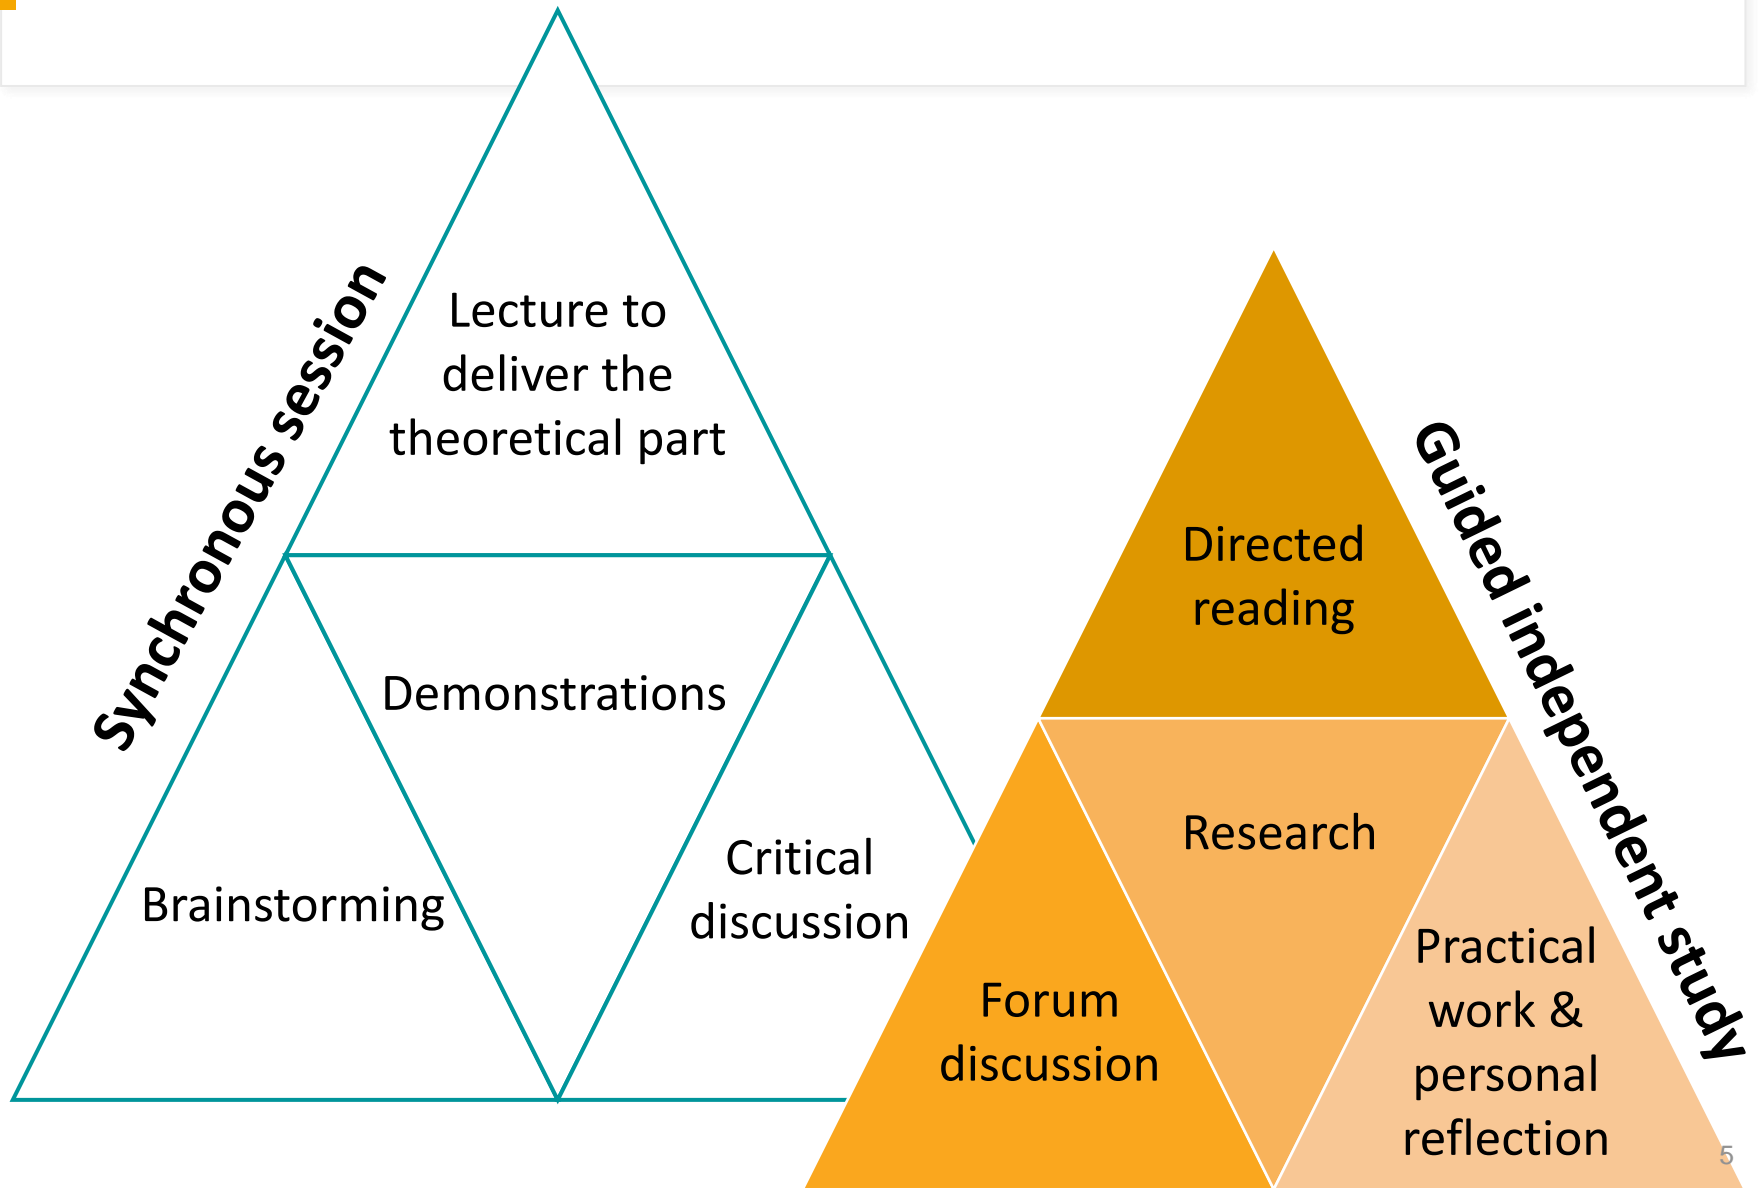 Synchronous session
Lecture to
deliver the
theoretical part
Demonstrations
Brainstorming
Critical
discussion
Guided independent study
Directed
reading
Research
Forum
discussion
Practical
work &
personal
reflection
5